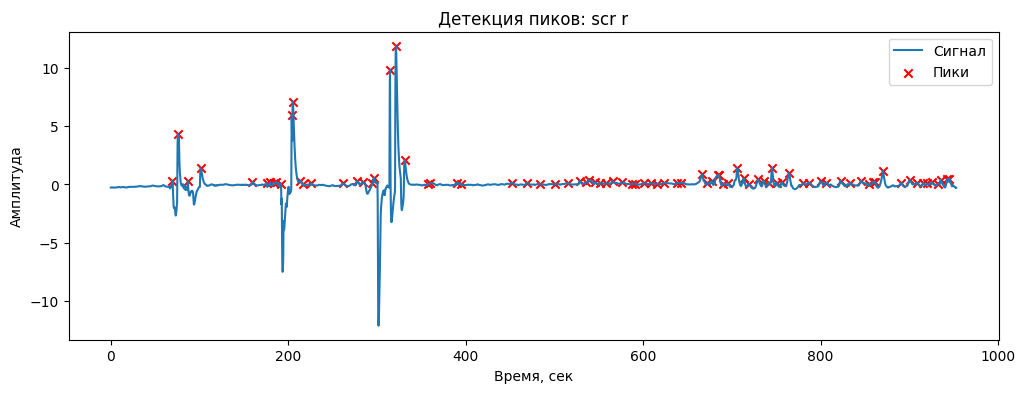 Детекция пиков: scr r
Амплитуда
10
5
0
−5
−10
Сигнал
Пики
0
200
400
600
800
1000
Время, сек